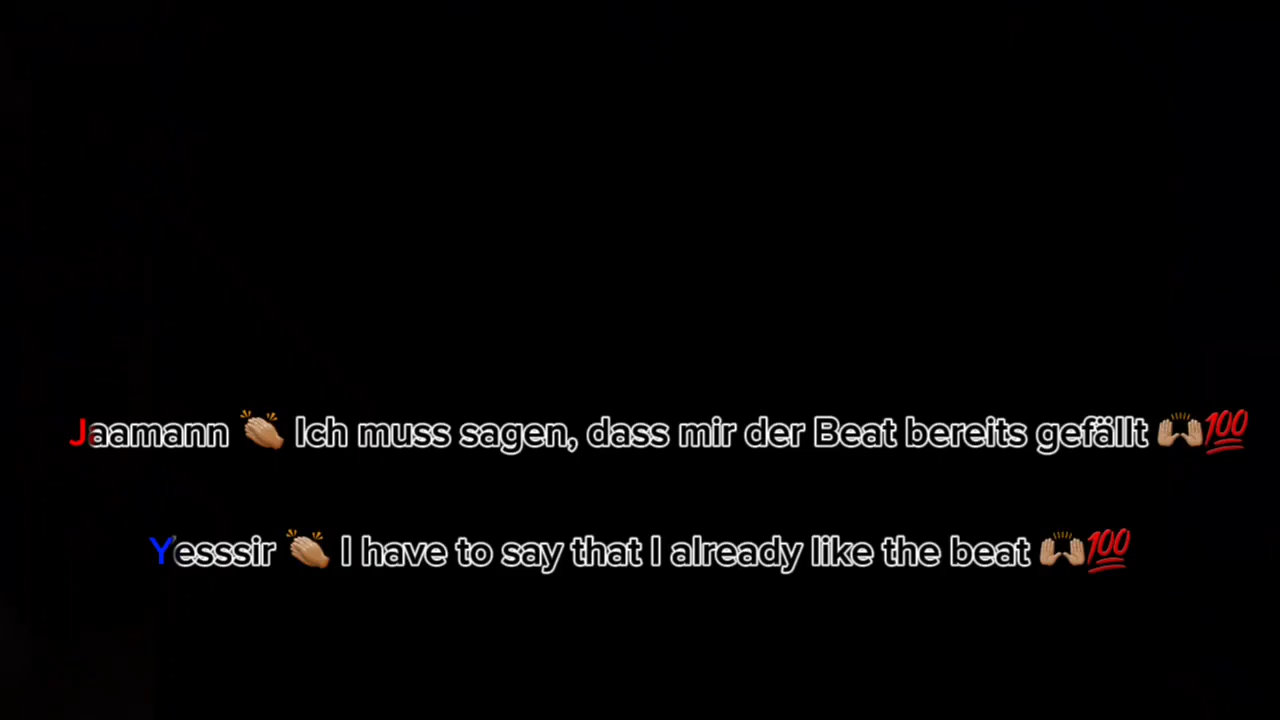 Jaamann 👏🏼 Ich muss sagen, dass mir der Beat bereits gefällt 🙌🏼💯
Yesssir 👏🏼 I have to say that I already like the beat 🙌🏼💯